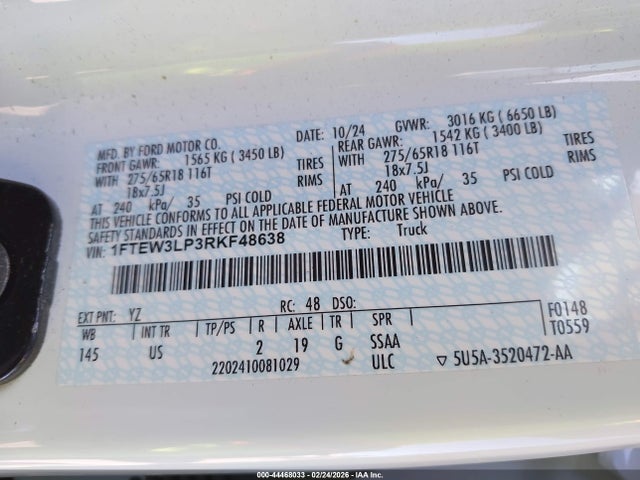 MFD. BY FORD MOTOR CO. DATE: 10/24 GVWR: 3016 KG ( 6650 LB)
FRONT GAWR: 1565 KG ( 3450 LB) REAR GAWR: 1542 KG ( 3400 LB)
WITH 275/65R18 116T TIRES WITH 275/65R18 116T TIRES
18x7.5J RIMS 18x7.5J RIMS
AT 240 kPa/ 35 PSI COLD AT 240 kPa/ 35 PSI COLD
THIS VEHICLE CONFORMS TO ALL APPLICABLE FEDERAL MOTOR VEHICLE
SAFETY STANDARDS IN EFFECT ON THE DATE OF MANUFACTURE SHOWN ABOVE.
VIN: 1FTEW3LP3RKF48638 TYPE: Truck
EXT PNT: YZ RC: 48 DSO: F0148
WB INT TR TP/PS R AXLE TR SPR T0559
145 US 2 19 G SSAA
2202410081029 ULC ▽ 5U5A-3520472-AA
000-44468033 - 02/24/2026 - IAA Inc.